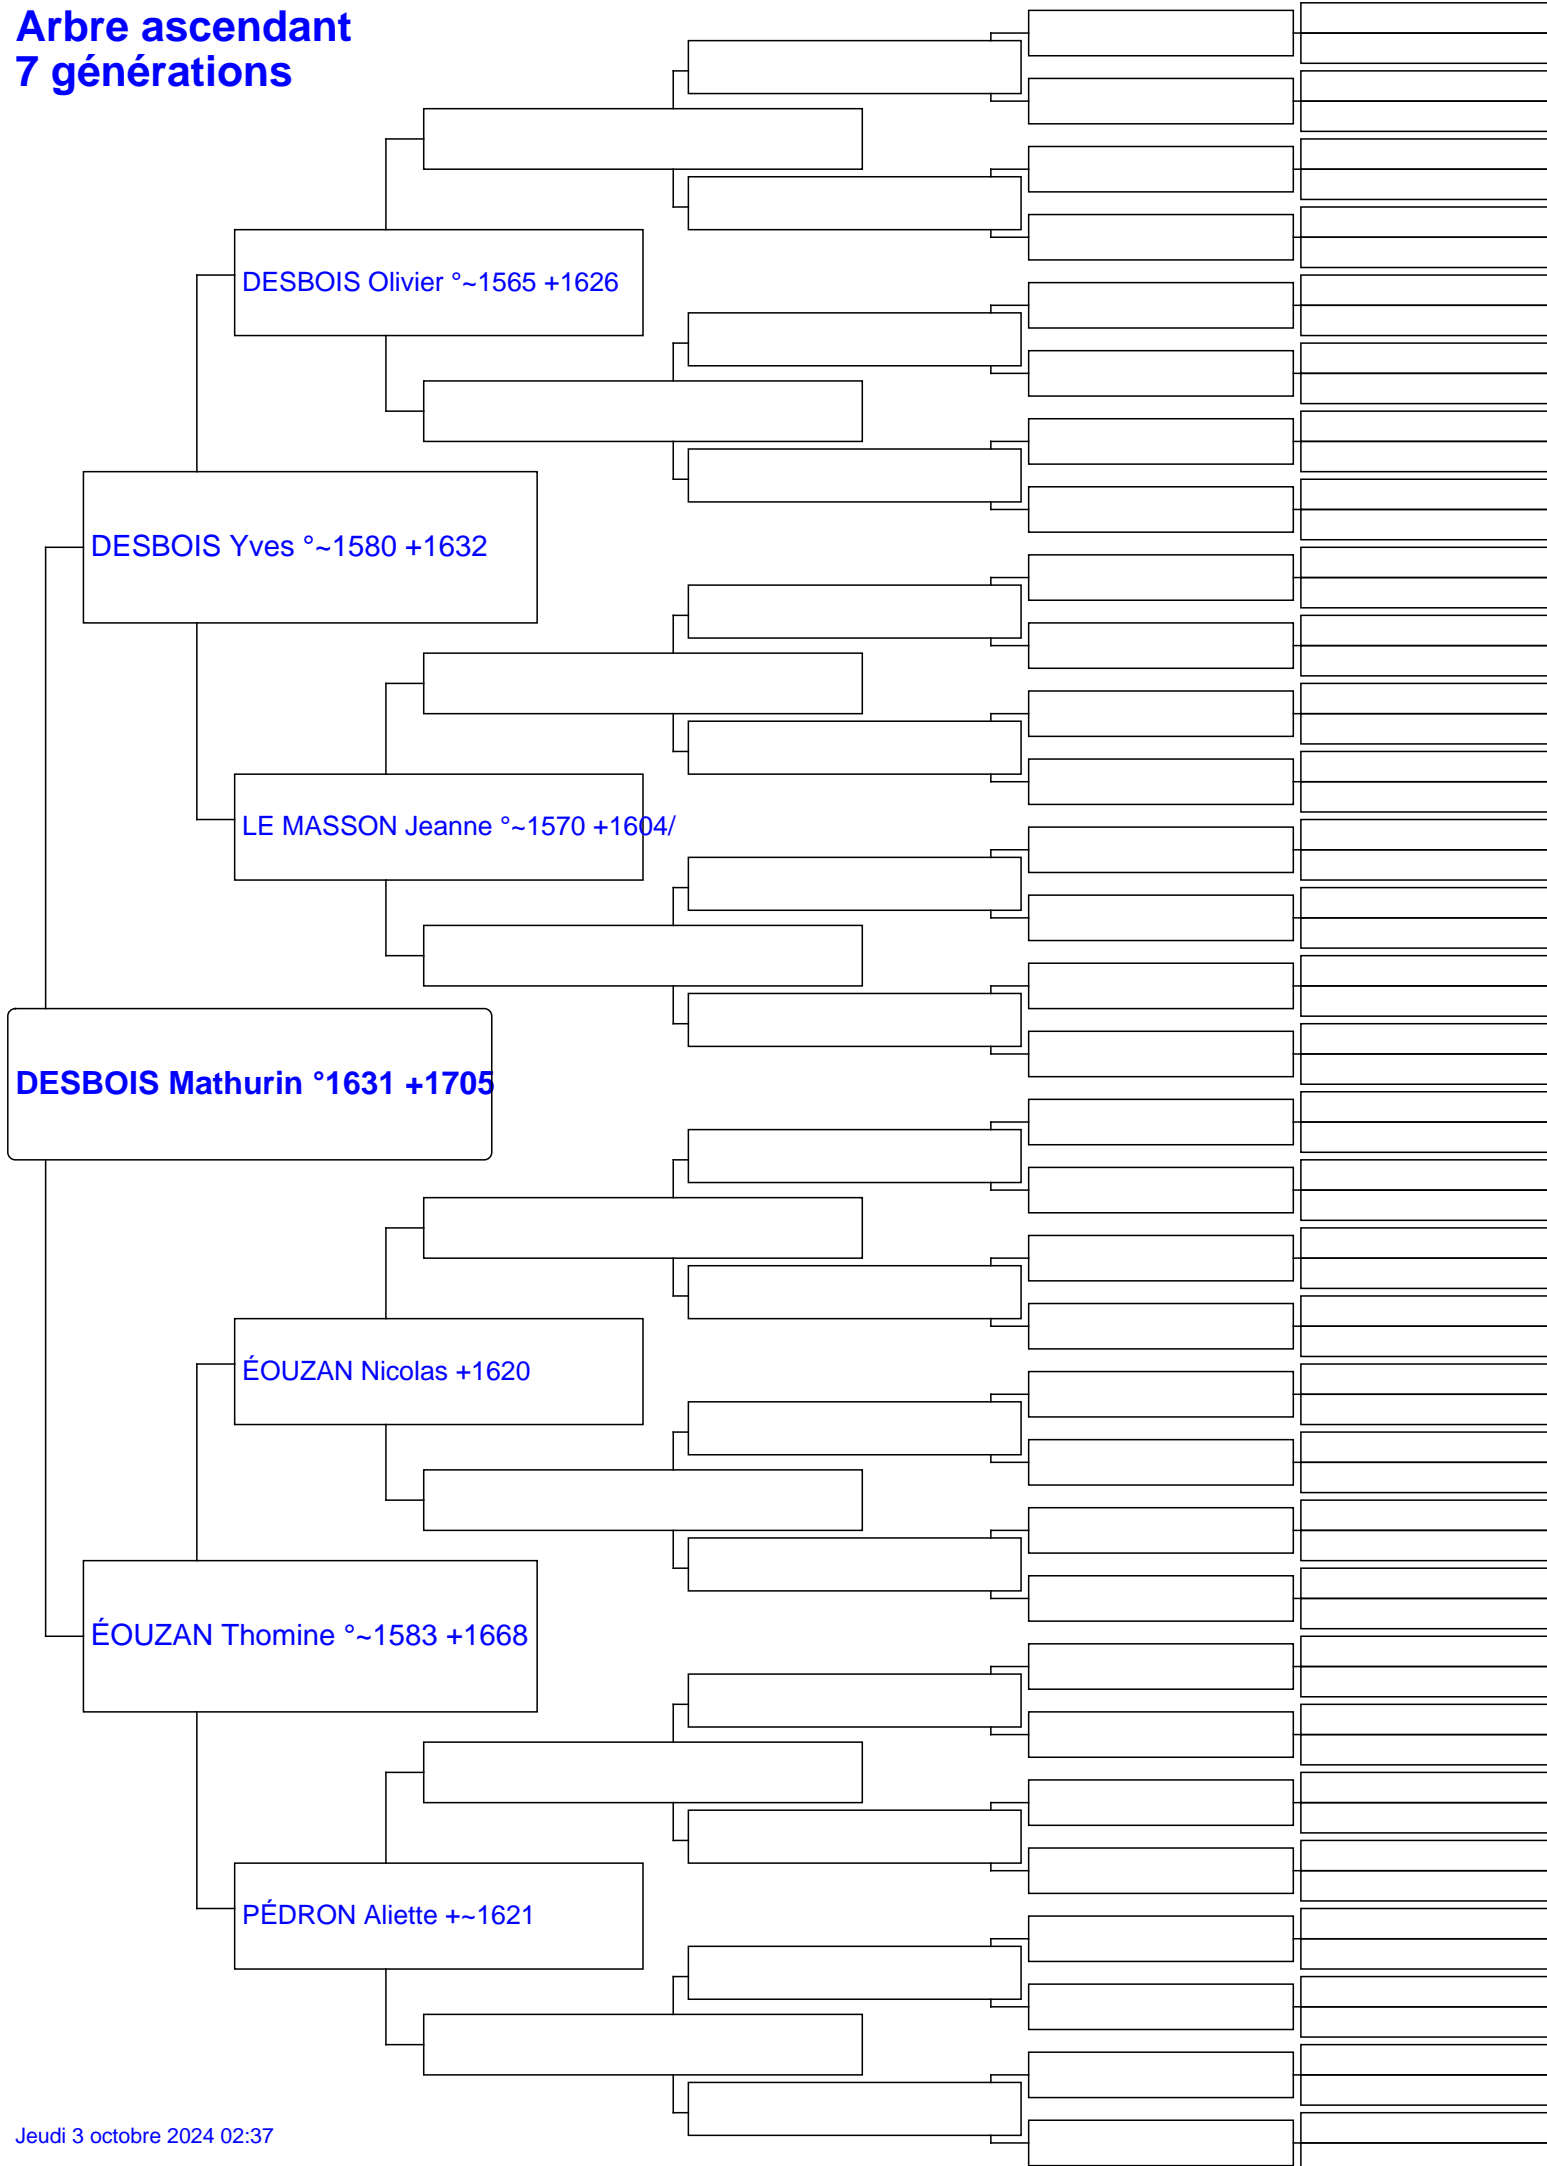 Arbre ascendant
7 générations
DESBOIS Olivier °~1565 +1626
DESBOIS Yves °~1580 +1632
LE MASSON Jeanne °~1570 +1604/
DESBOIS Mathurin °1631 +1705
ÉOUZAN Nicolas +1620
ÉOUZAN Thomine °~1583 +1668
PÉDRON Aliette +~1621
Jeudi 3 octobre 2024 02:37